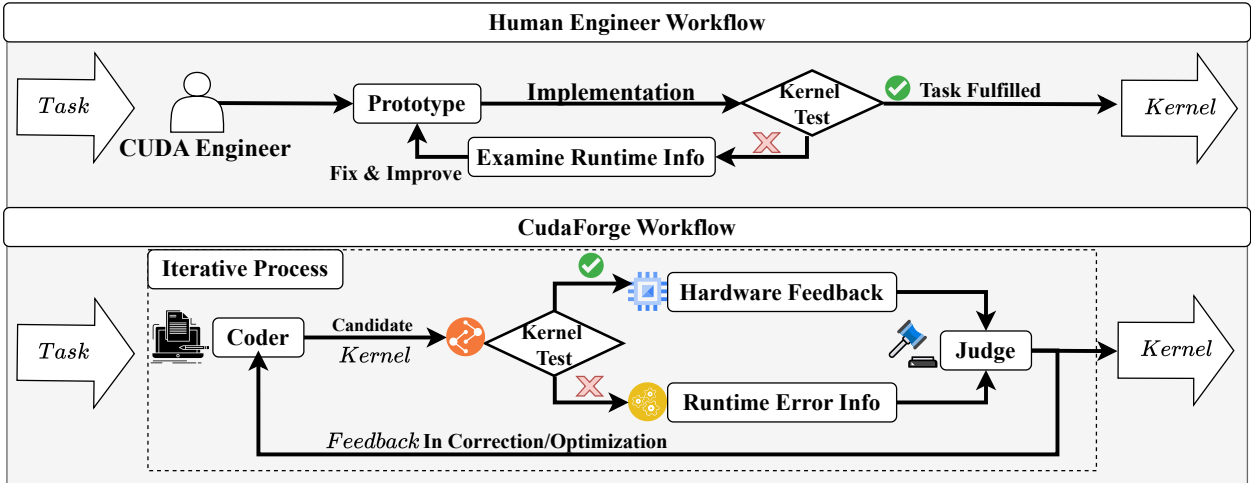 Human Engineer Workflow
Task
CUDA Engineer
Prototype
Implementation
Kernel
Test
Task Fulfilled
Kernel
Examine Runtime Info
Fix & Improve
CudaForge Workflow
Iterative Process
Task
Coder
Candidate
Kernel
Kernel
Test
Hardware Feedback
Runtime Error Info
Judge
Kernel
Feedback In Correction/Optimization